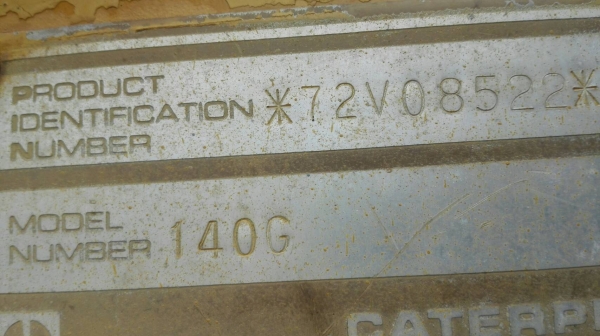 PRODUCT
IDENTIFICATION *72V08522*
NUMBER
MODEL
NUMBER 140G